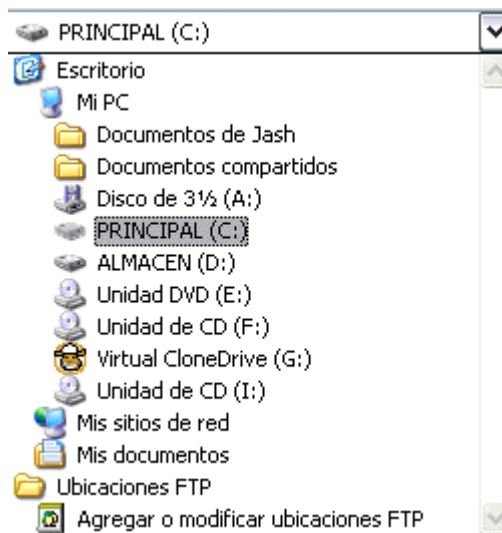 PRINCIPAL (C:)
Escritorio
Mi PC
Documentos de Jash
Documentos compartidos
Disco de 3½ (A:)
PRINCIPAL (C:)
ALMACEN (D:)
Unidad DVD (E:)
Unidad de CD (F:)
Virtual CloneDrive (G:)
Unidad de CD (I:)
Mis sitios de red
Mis documentos
Ubicaciones FTP
Agregar o modificar ubicaciones FTP